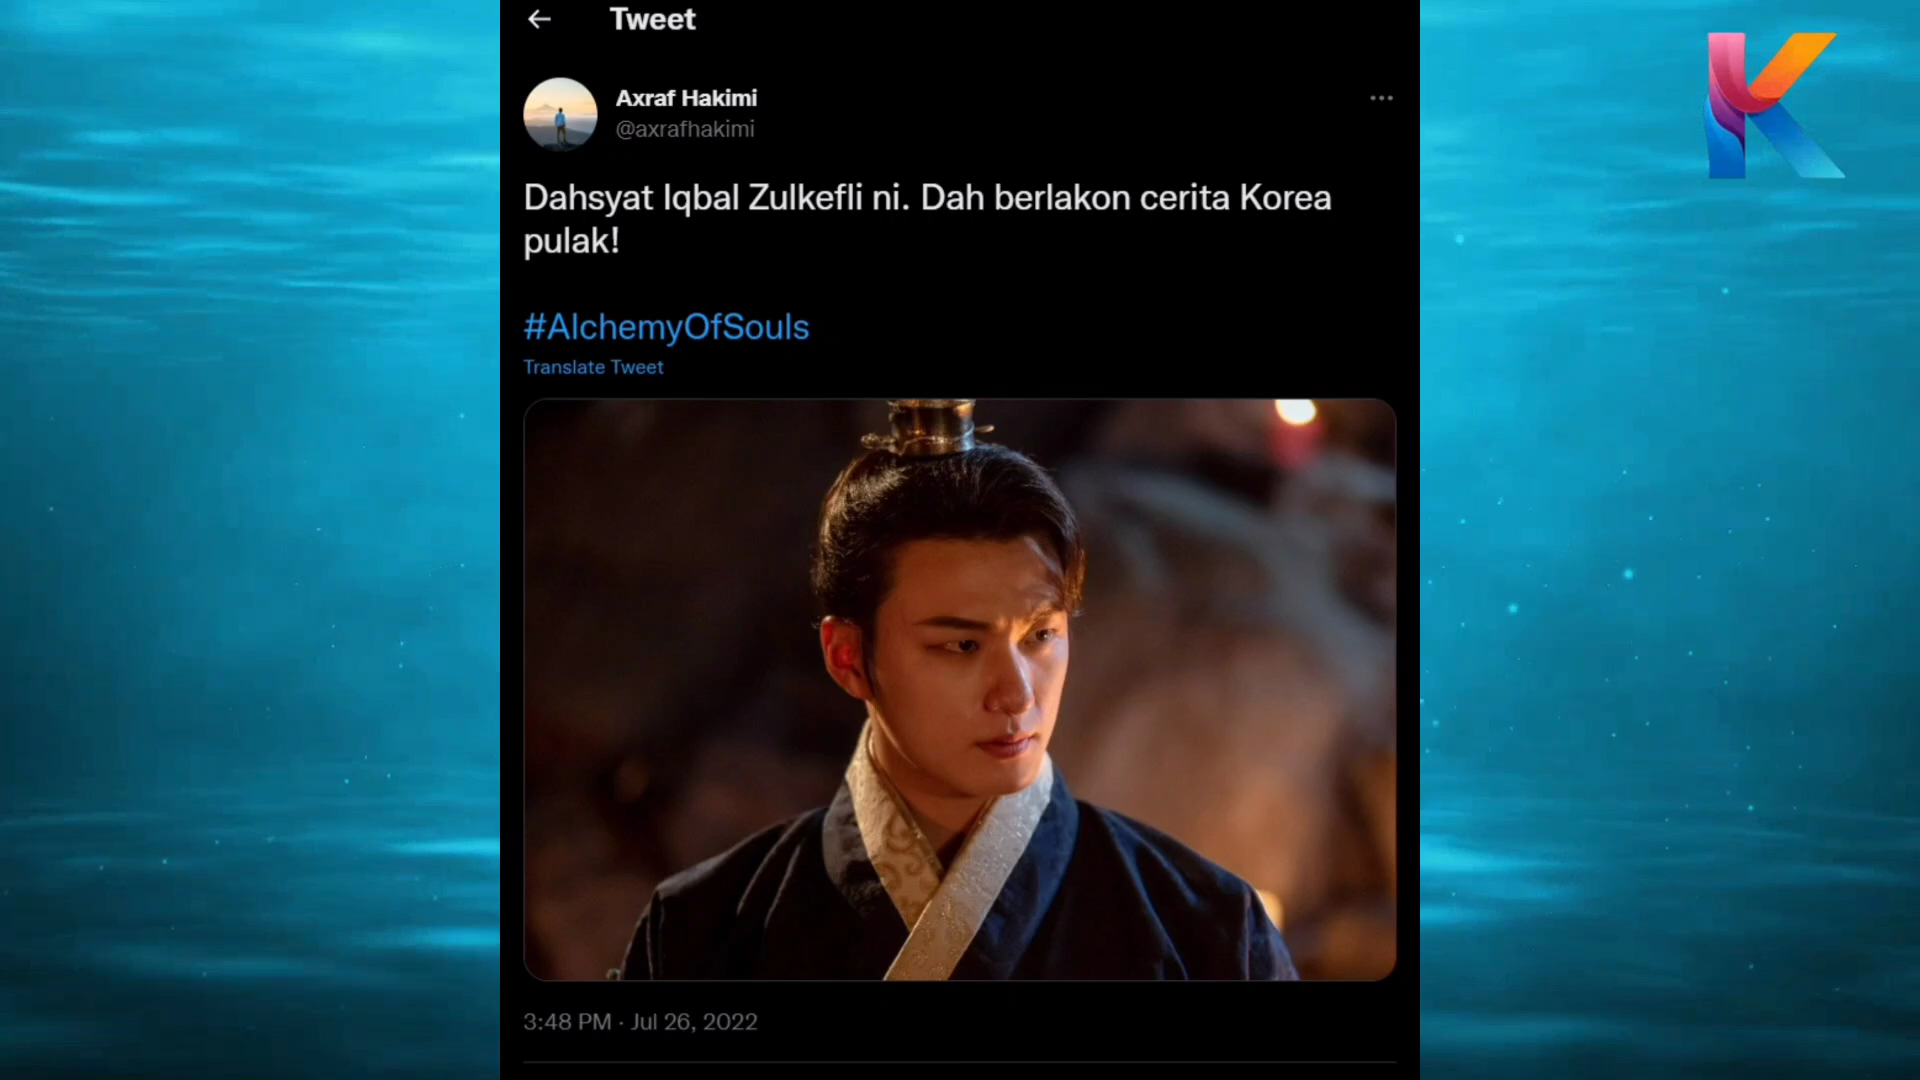 Tweet
Axraf Hakimi
@axrafhakimi
Dahsyat Iqbal Zulkefli ni. Dah berlakon cerita Korea
pulak!
#AlchemyOfSouls
Translate Tweet
3:48 PM · Jul 26, 2022